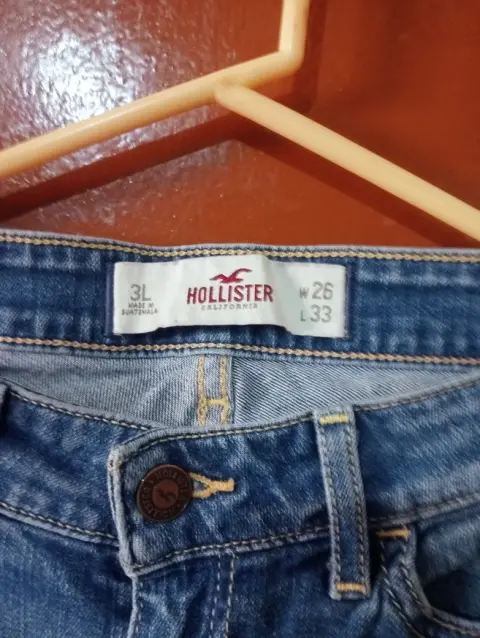 3L
MADE IN
GUATEMALA
HOLLISTER
CALIFORNIA
W 26
L 33